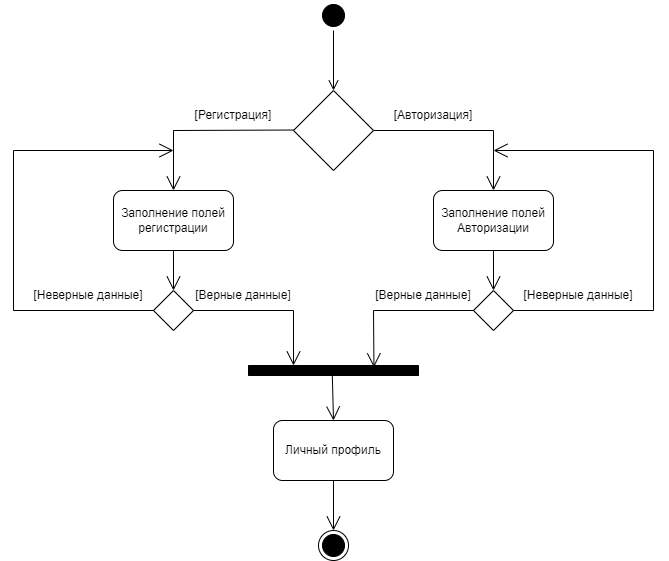 [Регистрация]
[Авторизация]
Заполнение полей
регистрации
Заполнение полей
Авторизации
[Неверные данные]
[Верные данные]
[Верные данные]
[Неверные данные]
Личный профиль